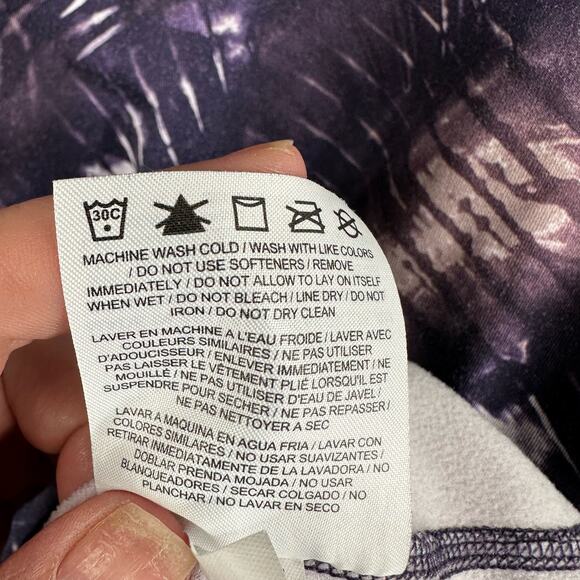 30C
MACHINE WASH COLD / WASH WITH LIKE COLORS
/ DO NOT USE SOFTENERS / REMOVE
IMMEDIATELY / DO NOT ALLOW TO LAY ON ITSELF
WHEN WET / DO NOT BLEACH / LINE DRY / DO NOT
IRON / DO NOT DRY CLEAN
LAVER EN MACHINE A L'EAU FROIDE / LAVER AVEC
COULEURS SIMILAIRES / NE PAS UTILISER
D'ADOUCISSEUR / ENLEVER IMMEDIATEMENT / NE
PAS LAISSER LE VÊTEMENT PLIÉ LORSQU'IL EST
MOUILLÉ / NE PAS UTILISER D'EAU DE JAVEL /
SUSPENDRE POUR SECHER / NE PAS REPASSER /
NE PAS NETTOYER A SEC
LAVAR A MAQUINA EN AGUA FRIA / LAVAR CON
COLORES SIMILARES / NO USAR SUAVIZANTES /
RETIRAR INMEDIATAMENTE DE LA LAVADORA / NO
DOBLAR PRENDA MOJADA / NO USAR
BLANQUEADORES / SECAR COLGADO / NO
PLANCHAR / NO LAVAR EN SECO